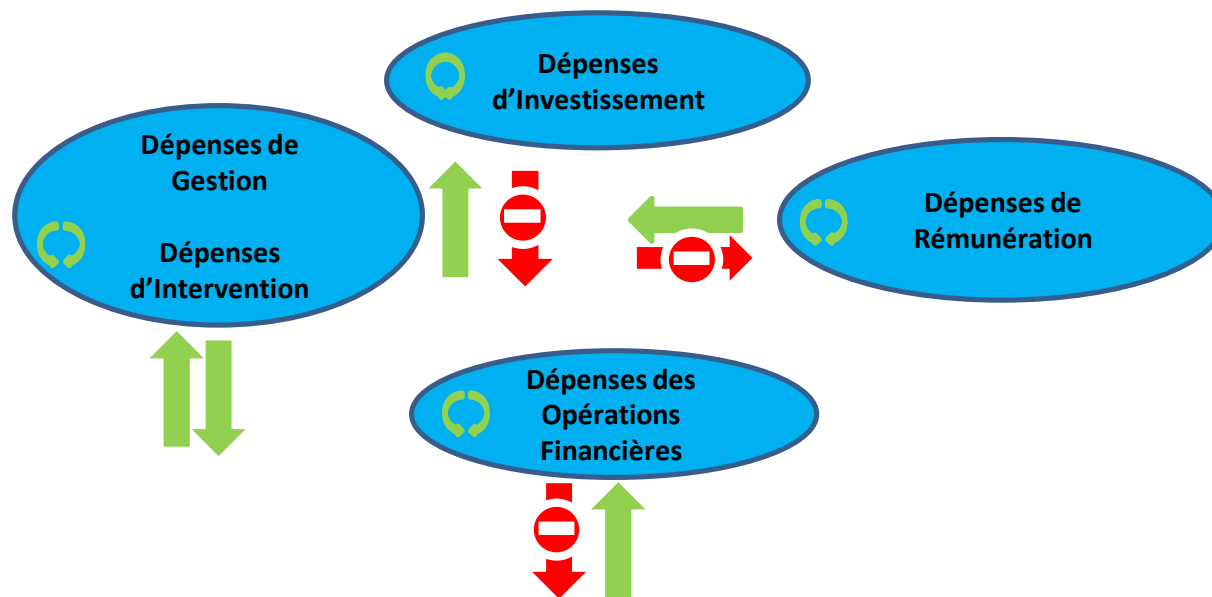 Dépenses
d'Investissement
Dépenses de
Gestion
Dépenses
d'Intervention
Dépenses de
Rémunération
Dépenses des
Opérations
Financières